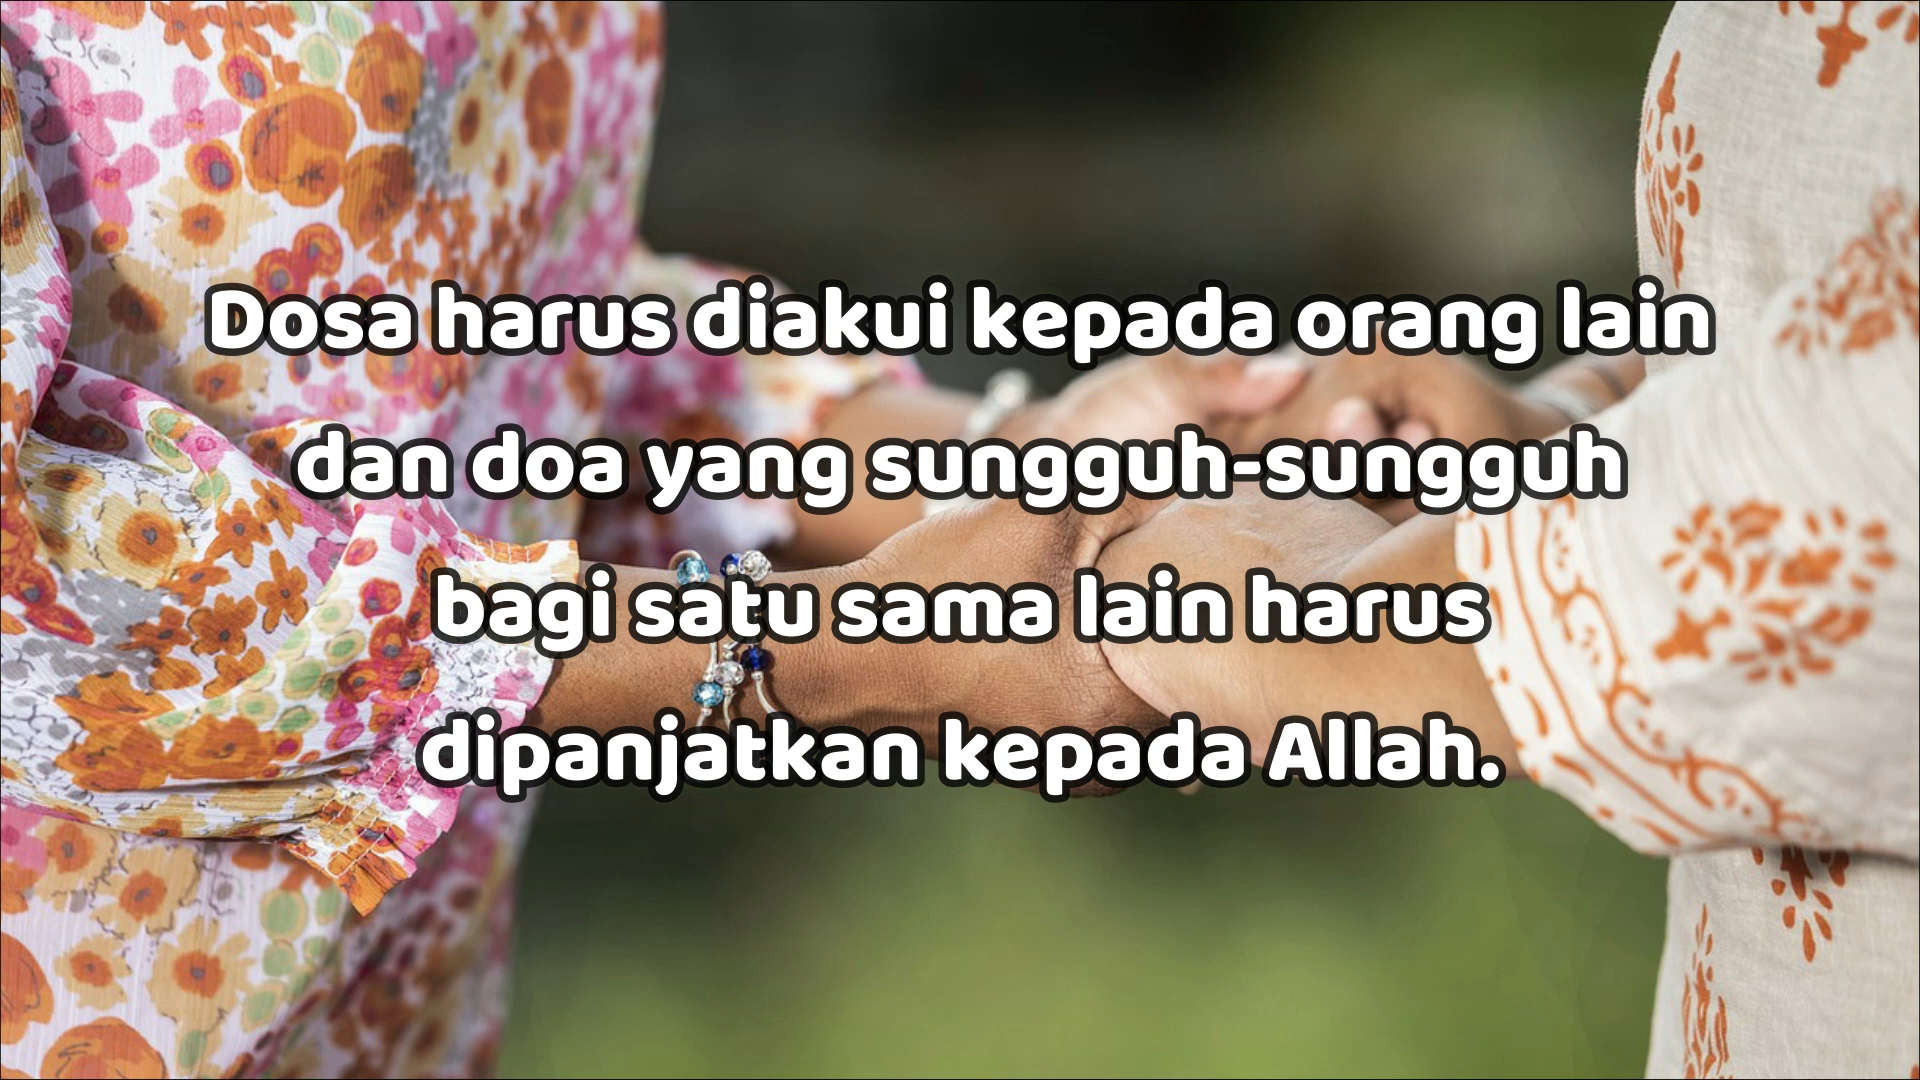 Dosa harus diakui kepada orang lain
dan doa yang sungguh-sungguh
bagi satu sama lain harus
dipanjatkan kepada Allah.